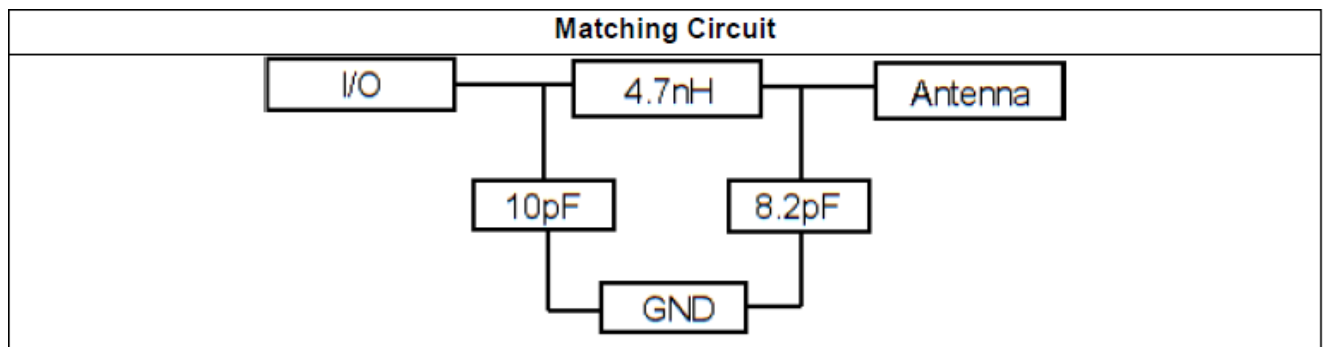 Matching Circuit
I/O
4.7nH
Antenna
10pF
8.2pF
GND